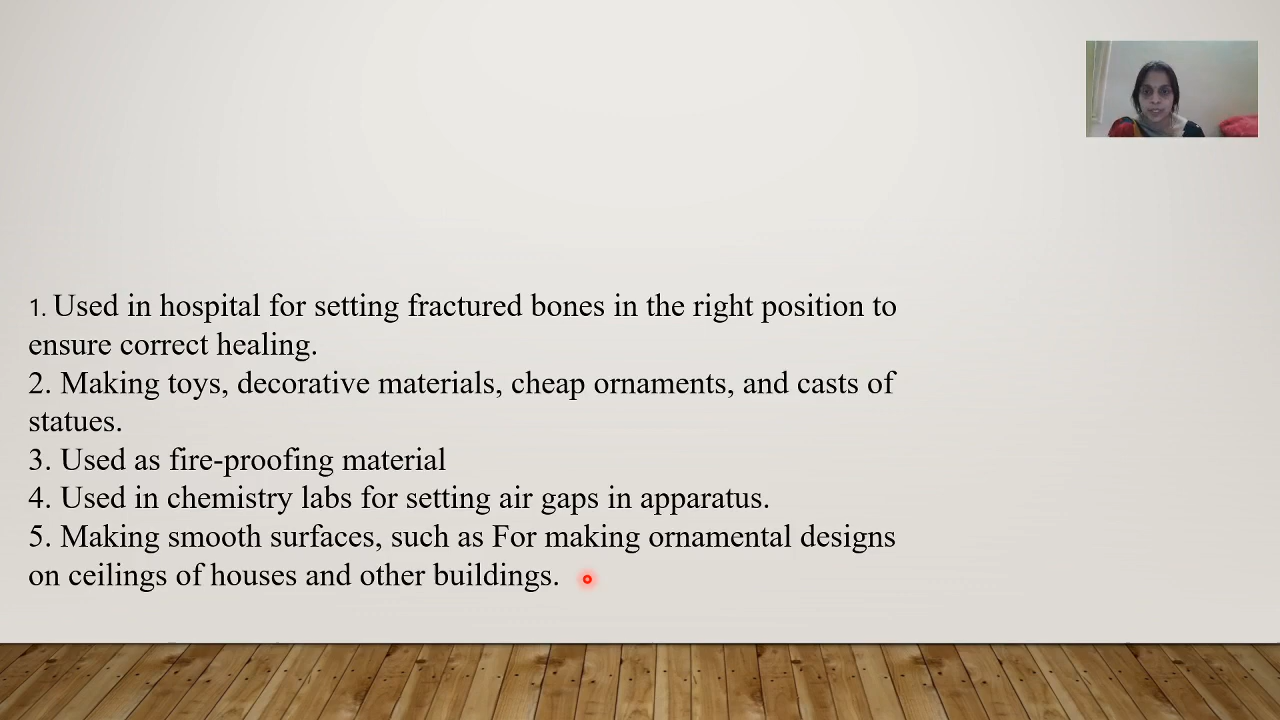 1. Used in hospital for setting fractured bones in the right position to
ensure correct healing.
2. Making toys, decorative materials, cheap ornaments, and casts of
statues.
3. Used as fire-proofing material
4. Used in chemistry labs for setting air gaps in apparatus.
5. Making smooth surfaces, such as For making ornamental designs
on ceilings of houses and other buildings.